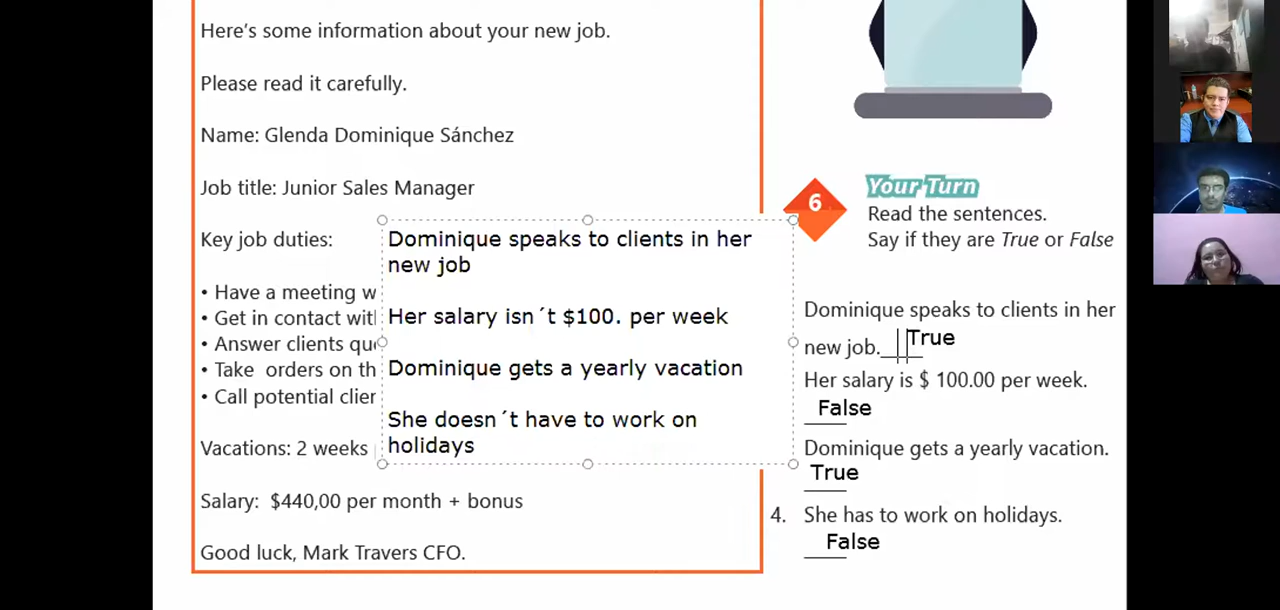 Here's some information about your new job.
Please read it carefully.
Name: Glenda Dominique Sánchez
Job title: Junior Sales Manager
Key job duties:
• Have a meeting
• Get in contact
• Answer clients
• Take orders on
• Call potential
Vacations: 2 weeks
Salary: $440,00 per month + bonus
Good luck, Mark Travers CFO.
Dominique speaks to clients in her
new job
Her salary isn´t $100. per week
Dominique gets a yearly vacation
She doesn´t have to work on
holidays
6
Your Turn
Read the sentences.
Say if they are True or False
Dominique speaks to clients in her
new job.__ True
Her salary is $ 100.00 per week.
False
Dominique gets a yearly vacation.
True
4. She has to work on holidays.
False